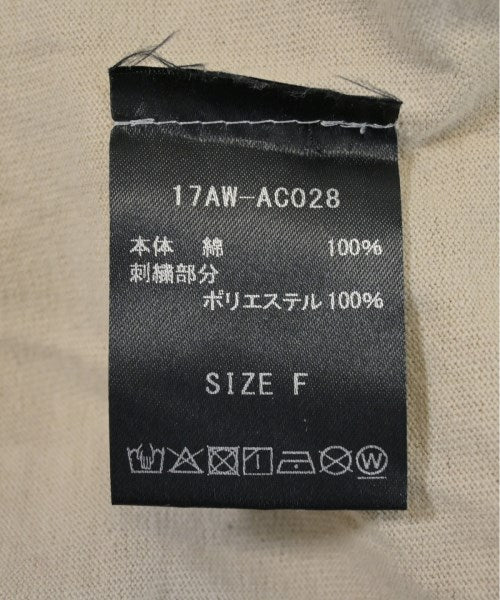 17AW-AC028
本体 綿 100%
刺繍部分
ポリエステル 100%
SIZE F
W